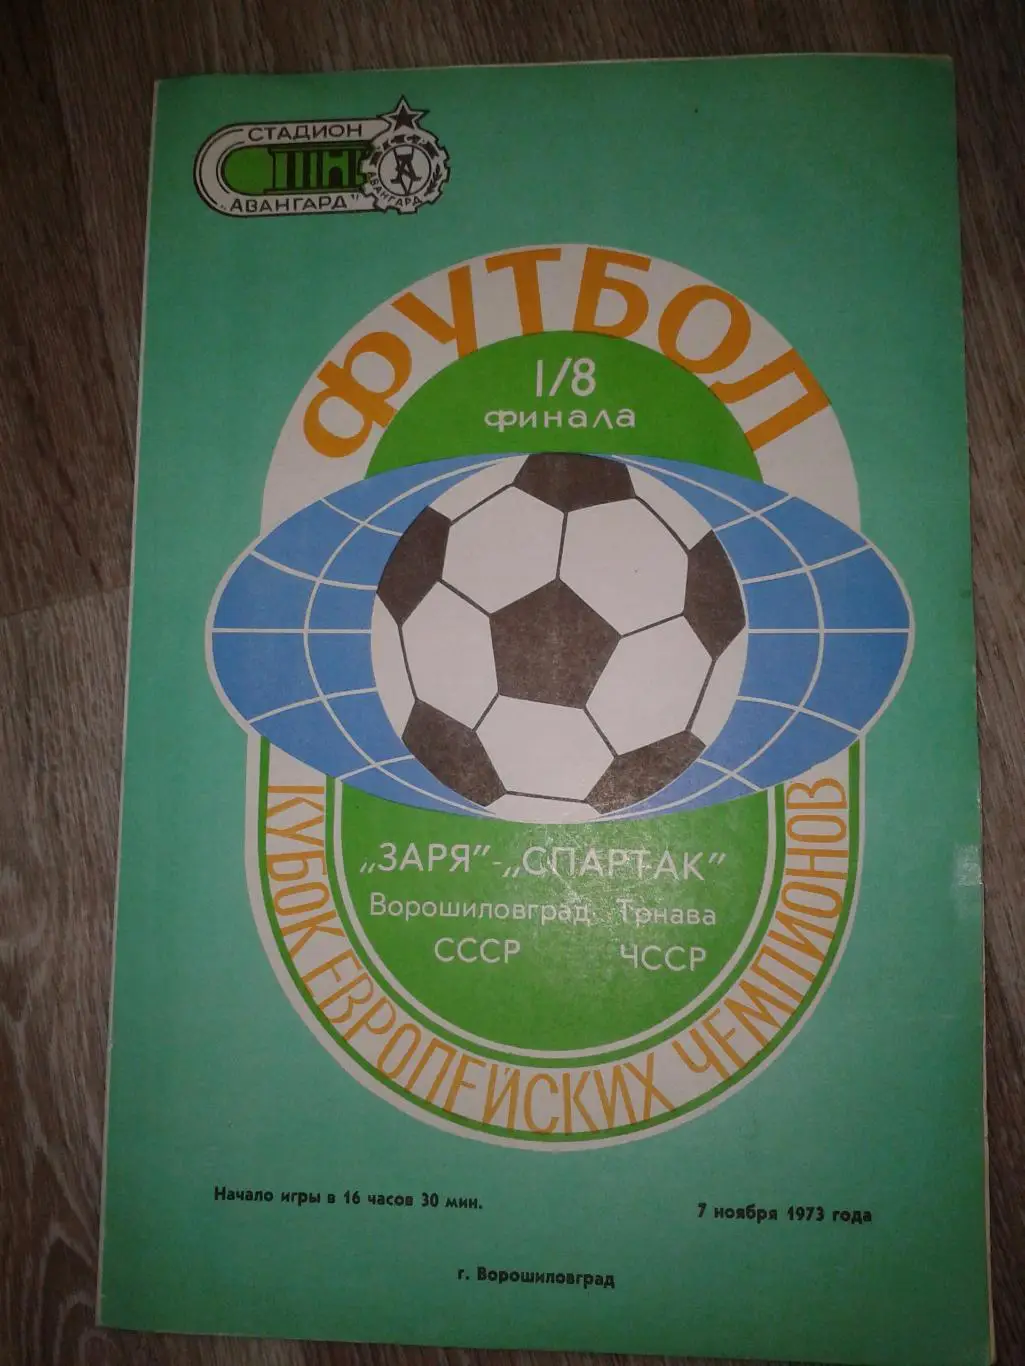 СТАДИОН
„АВАНГАРД"
АВАНГАРД
ФУТБОЛ
1/8
финала
„ЗАРЯ"-„СПАРТАК"
Ворошиловград Трнава
СССР ЧССР
КУБОК ЕВРОПЕЙСКИХ ЧЕМПИОНОВ
Начало игры в 16 часов 30 мин.
7 ноября 1973 года
г. Ворошиловград